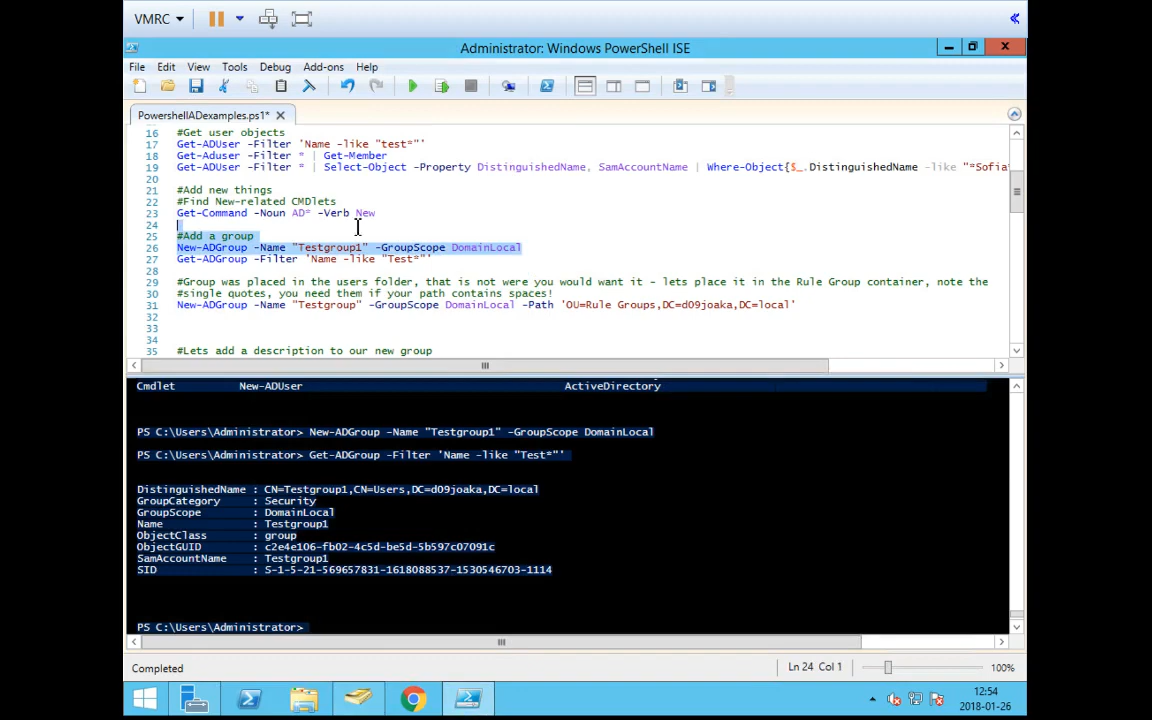 VMRC
Administrator: Windows PowerShell ISE
File Edit View Tools Debug Add-ons Help
PowershellADexamples.ps1*
16 #Get user objects
17 Get-ADUser -Filter 'Name -like "test*"'
18 Get-Aduser -Filter * | Get-Member
19 Get-ADUser -Filter * | Select-Object -Property DistinguishedName, SamAccountName | Where-Object{$_.DistinguishedName -like "*Sofia*
20
21 #Add new things
22 #Find New-related CMDlets
23 Get-Command -Noun AD* -Verb New
24
25 #Add a group
26 New-ADGroup -Name "Testgroup1" -GroupScope DomainLocal
27 Get-ADGroup -Filter 'Name -like "Test*"'
28
29 #Group was placed in the users folder, that is not were you would want it - lets place it in the Rule Group container, note the
30 #single quotes, you need them if your path contains spaces!
31 New-ADGroup -Name "Testgroup" -GroupScope DomainLocal -Path 'OU=Rule Groups,DC=d09joaka,DC=local'
32
33
34
35 #Lets add a description to our new group
Cmdlet New-ADUser ActiveDirectory
PS C:\Users\Administrator> New-ADGroup -Name "Testgroup1" -GroupScope DomainLocal
PS C:\Users\Administrator> Get-ADGroup -Filter 'Name -like "Test*"'
DistinguishedName : CN=Testgroup1,CN=Users,DC=d09joaka,DC=local
GroupCategory : Security
GroupScope : DomainLocal
Name : Testgroup1
ObjectClass : group
ObjectGUID : c2e4e106-fb02-4c5d-be5d-5b597c07091c
SamAccountName : Testgroup1
SID : S-1-5-21-569657831-1618088537-1530546703-1114
PS C:\Users\Administrator>
Completed Ln 24 Col 1 100%
12:54
2018-01-26